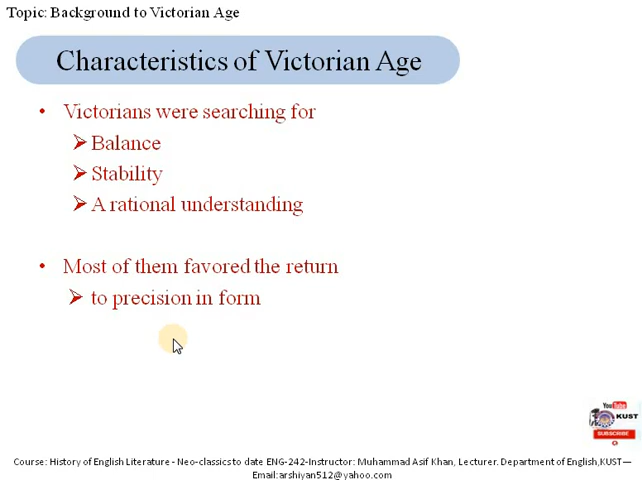 Topic: Background to Victorian Age
Characteristics of Victorian Age
• Victorians were searching for
➢ Balance
➢ Stability
➢ A rational understanding
• Most of them favored the return
➢ to precision in form
YouTube
KUST
SUBSCRIBE
Course: History of English Literature - Neo-classics to date ENG-242-Instructor: Muhammad Asif Khan, Lecturer. Department of English,KUST—
Email:arshiyan512@yahoo.com